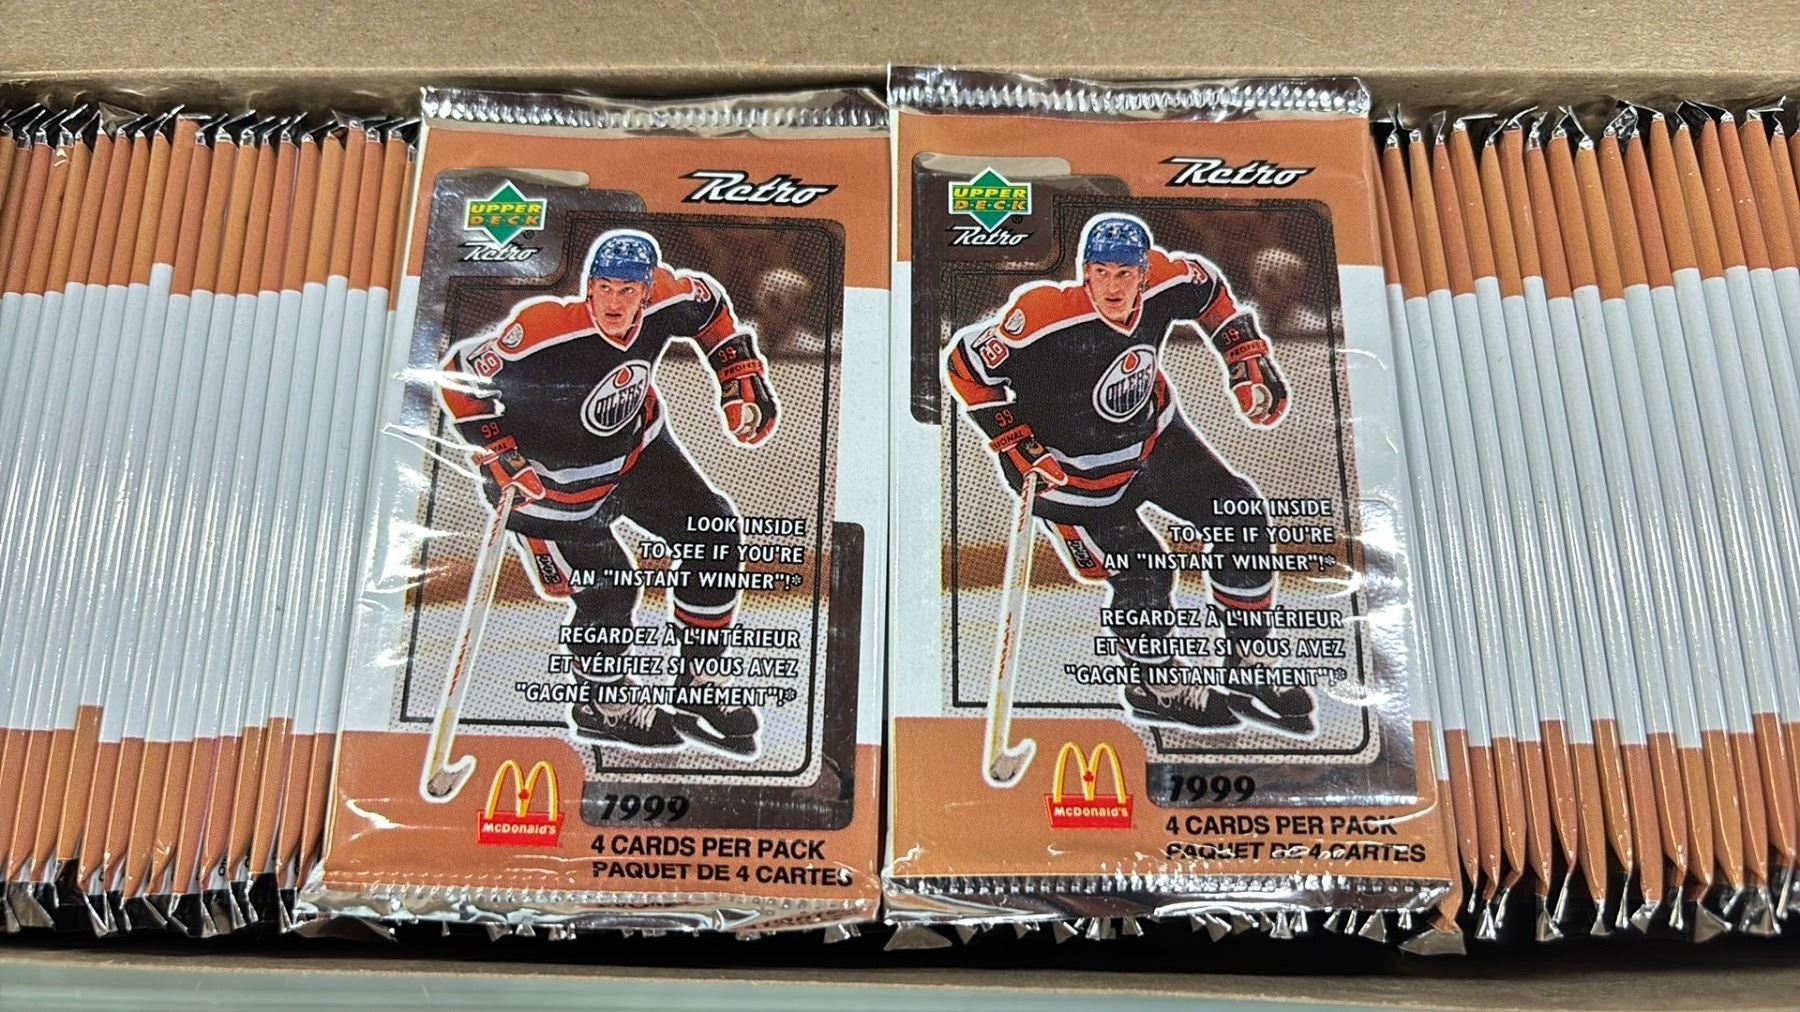 Retro
UPPER
DECK
Retro
99
OILERS
99
LOOK INSIDE
TO SEE IF YOU'RE
AN "INSTANT WINNER"!*
REGARDEZ À L'INTÉRIEUR
ET VÉRIFIEZ SI VOUS AVEZ
"GAGNÉ INSTANTANÉMENT"!*
McDonald's
1999
4 CARDS PER PACK
PAQUET DE 4 CARTES
Retro
UPPER
DECK
Retro
99
OILERS
99
LOOK INSIDE
TO SEE IF YOU'RE
AN "INSTANT WINNER"!*
REGARDEZ À L'INTÉRIEUR
ET VÉRIFIEZ SI VOUS AVEZ
"GAGNÉ INSTANTANÉMENT"!*
McDonald's
1999
4 CARDS PER PACK
PAQUET DE 4 CARTES